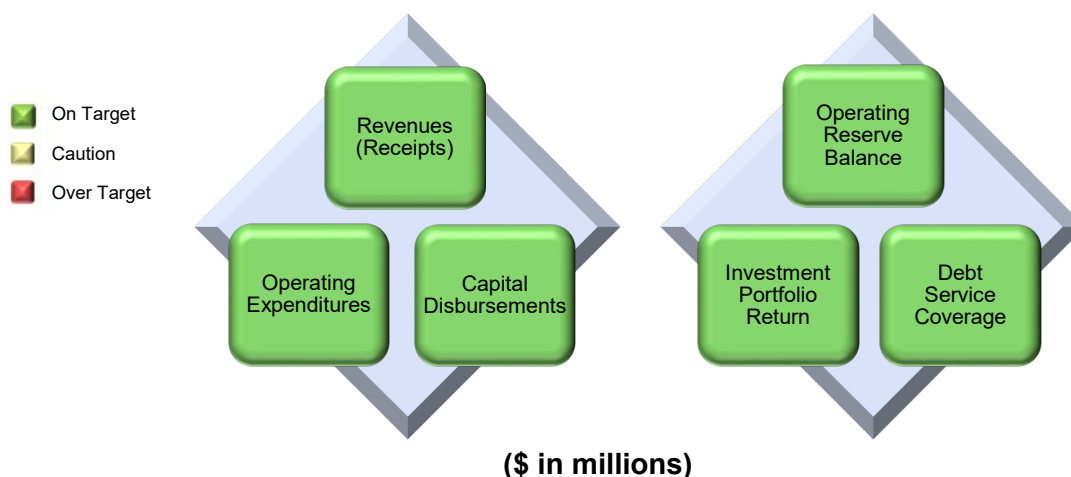 On Target
Caution
Over Target
Revenues
(Receipts)
Operating
Expenditures
Capital
Disbursements
Operating
Reserve
Balance
Investment
Portfolio
Return
Debt
Service
Coverage
($ in millions)